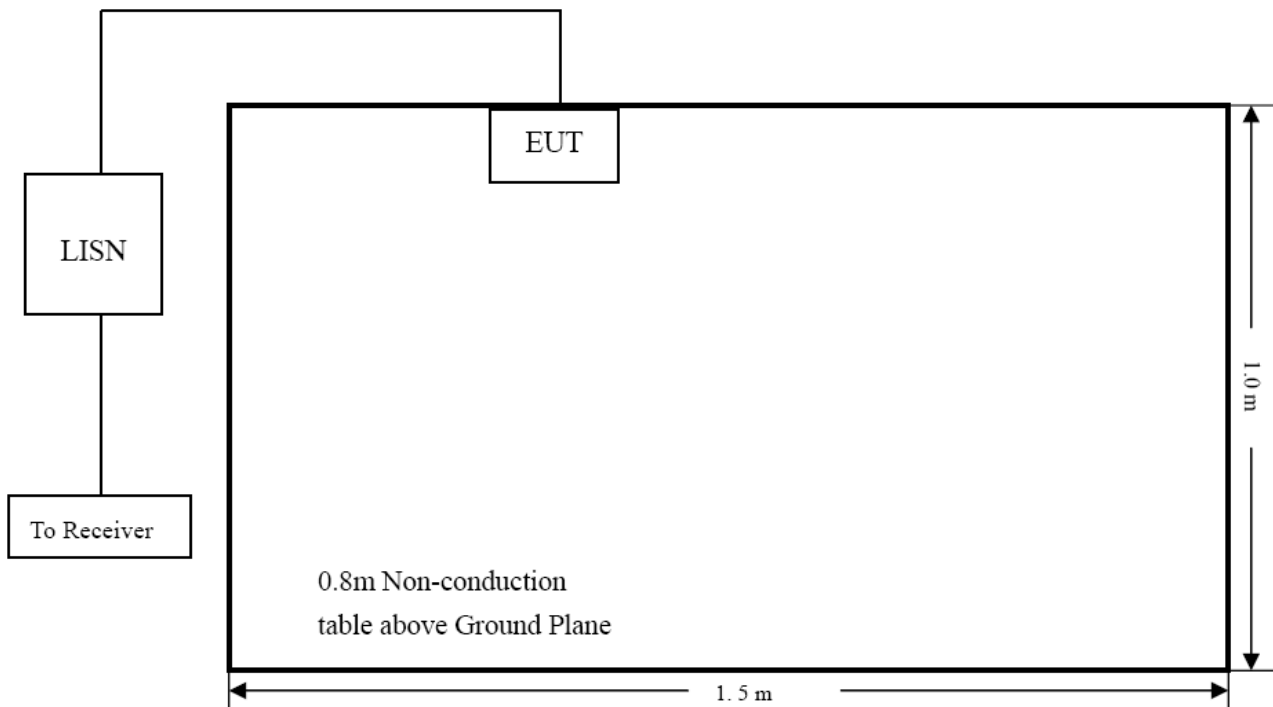 EUT
LISN
To Receiver
0.8m Non-conduction
table above Ground Plane
1.0 m
1. 5 m